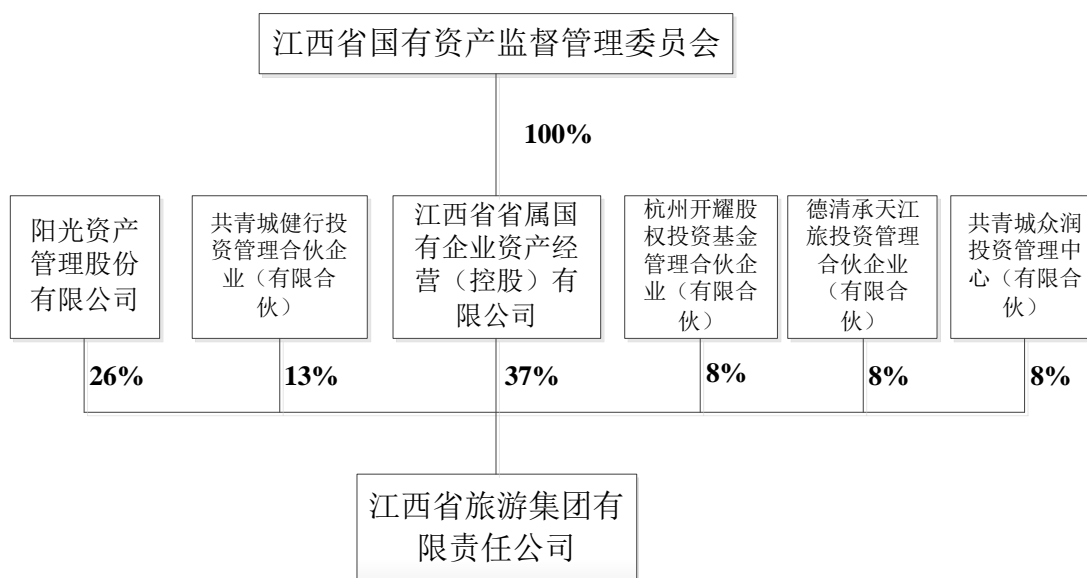 江西省国有资产监督管理委员会
100%
阳光资产
管理股份
有限公司
共青城健行投
资管理合伙企
业（有限合
伙）
江西省省属国
有企业资产经
营（控股）有
限公司
杭州开耀股
权投资基金
管理合伙企
业（有限合
伙）
德清承天江
旅投资管理
合伙企业
（有限合
伙）
共青城众润
投资管理中
心（有限合
伙）
26%
13%
37%
8%
8%
8%
江西省旅游集团有
限责任公司